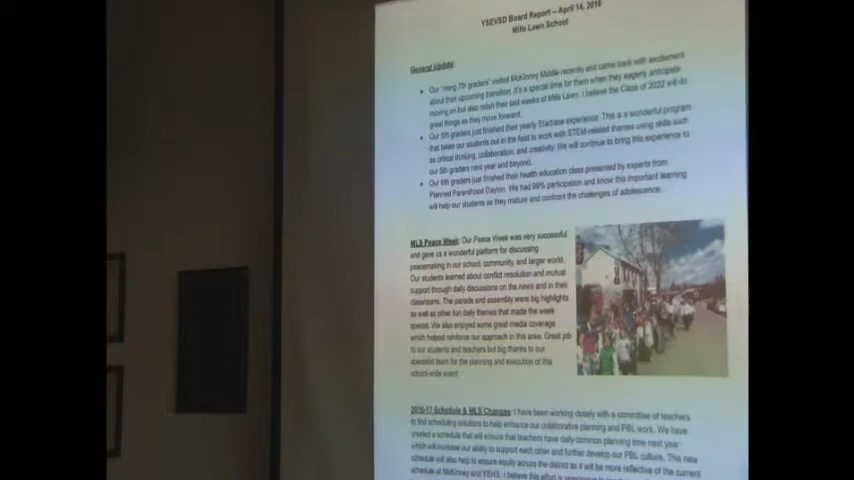 YSEVSD Board Report – April 14, 2016
Mills Lawn School
General Update:
• Our "rising 7th graders" visited McKinney Middle recently and came back with excitement
about their upcoming transition. It's a special time for them when they eagerly anticipate
moving on but also relish their last weeks at Mills Lawn. I believe the Class of 2022 will do
great things as they move forward.
• Our 5th graders just finished their yearly Starbase experience. This is a wonderful program
that takes our students out in the field to work with STEM-related themes using skills such
as critical thinking, collaboration, and creativity. We will continue to bring this experience to
our 5th graders next year and beyond.
• Our 6th graders just finished their health education class presented by experts from
Planned Parenthood Dayton. We had 99% participation and know this important learning
will help our students as they mature and confront the challenges of adolescence.
MLS Peace Week: Our Peace Week was very successful
and gave us a wonderful platform for discussing
peacemaking in our school, community, and larger world.
Our students learned about conflict resolution and mutual
support through daily discussions on the news and in their
classrooms. The parade and assembly were big highlights
as well as other fun daily themes that made the week
special. We also enjoyed some great media coverage
which helped reinforce our approach in this area. Great job
to our students and teachers but big thanks to our
specialist team for the planning and execution of this
school-wide event.
2016-17 Schedule & MLS Changes: I have been working closely with a committee of teachers
to find scheduling solutions to help enhance our collaborative planning and PBL work. We have
created a schedule that will ensure that teachers have daily common planning time next year
which will increase our ability to support each other and further develop our PBL culture. This new
schedule will also help to ensure equity across the district as it will be more reflective of the current
schedule at McKinney and YSHS. I believe this effort is